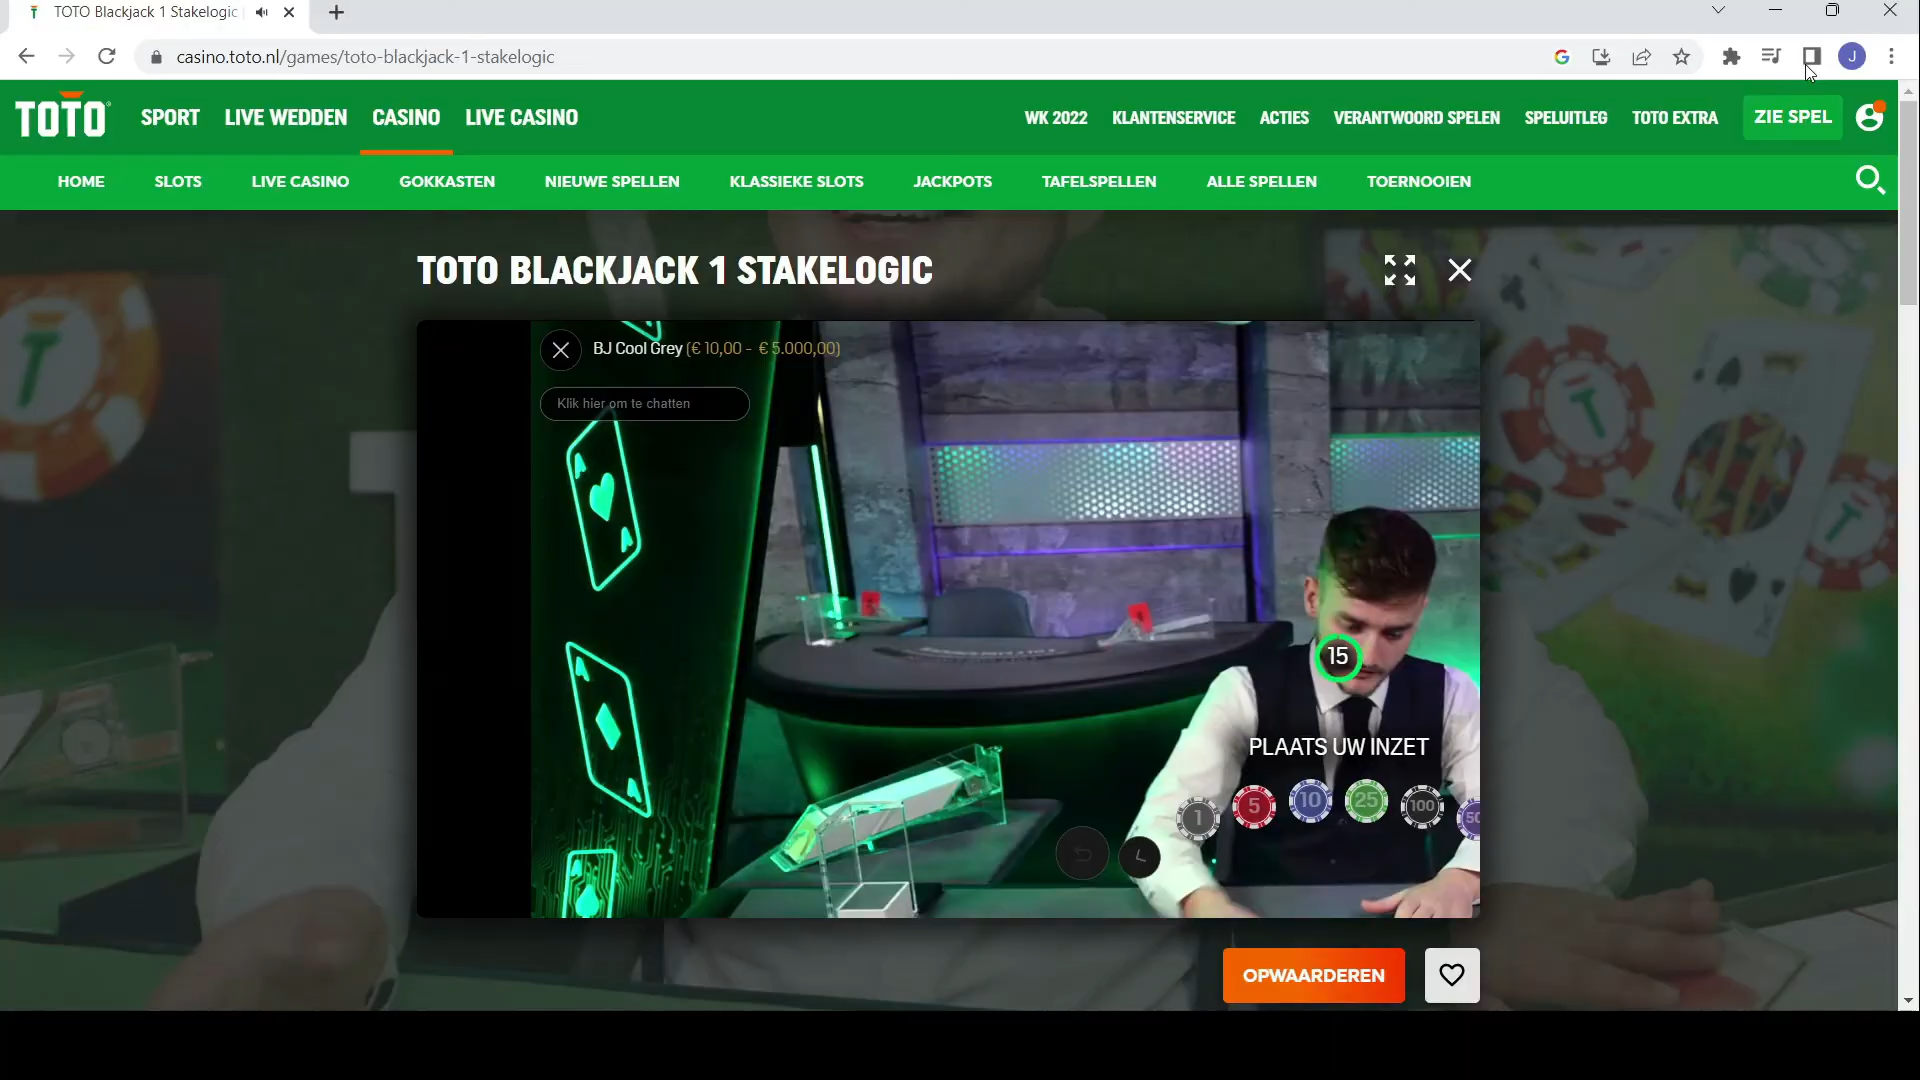 TOTO Blackjack 1 Stakelogic
casino.toto.nl/games/toto-blackjack-1-stakelogic
J
TOTO SPORT LIVE WEDDEN CASINO LIVE CASINO WK 2022 KLANTENSERVICE ACTIES VERANTWOORD SPELEN SPELUITLEG TOTO EXTRA ZIE SPEL
HOME SLOTS LIVE CASINO GOKKASTEN NIEUWE SPELLEN KLASSIEKE SLOTS JACKPOTS TAFELSPELLEN ALLE SPELLEN TOERNOOIEN
TOTO BLACKJACK 1 STAKELOGIC
BJ Cool Grey (€ 10,00 - € 5.000,00)
Klik hier om te chatten
15
PLAATS UW INZET
1 5 10 25 100
OPWAARDEREN